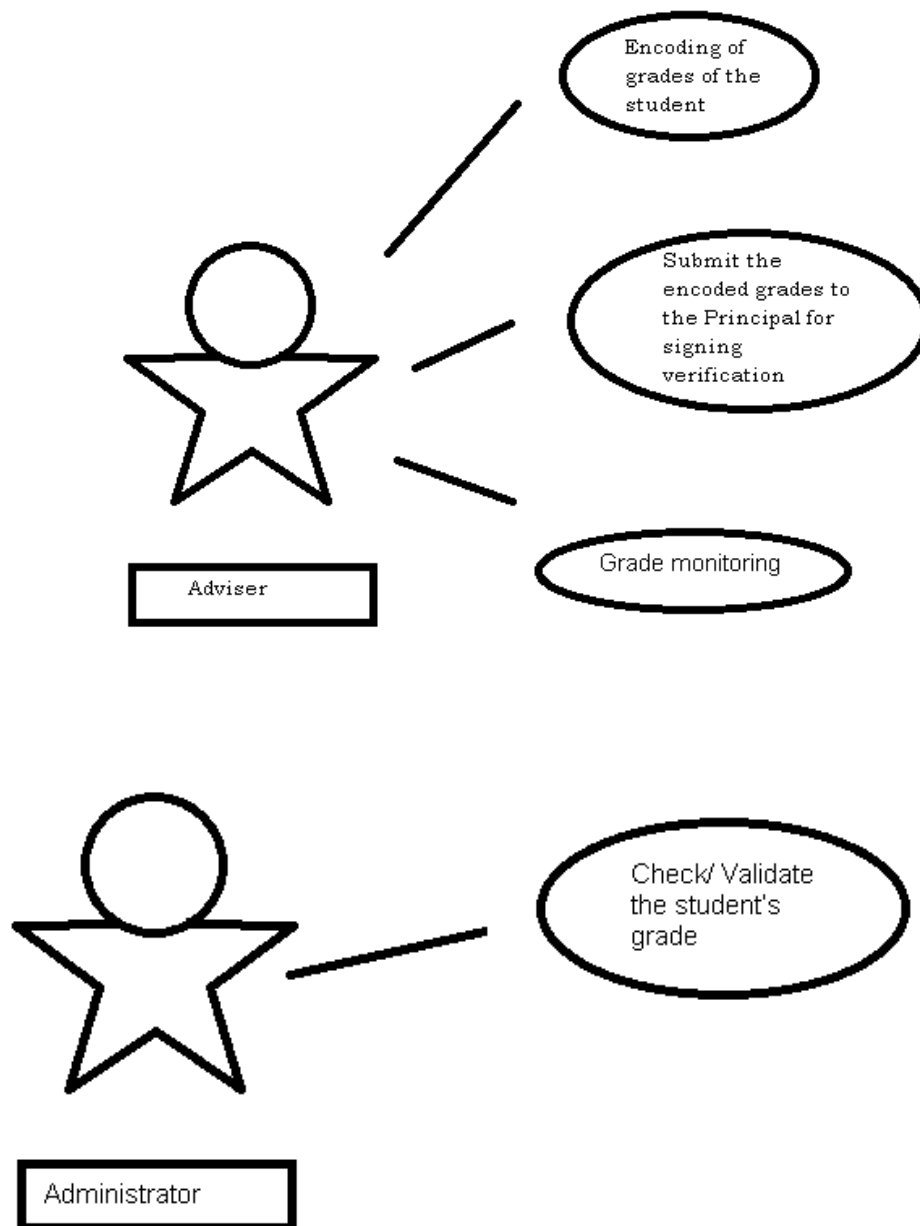 Encoding of
grades of the
student
Submit the
encoded grades to
the Principal for
signing
verification
Grade monitoring
Adviser
Check/ Validate
the student's
grade
Administrator